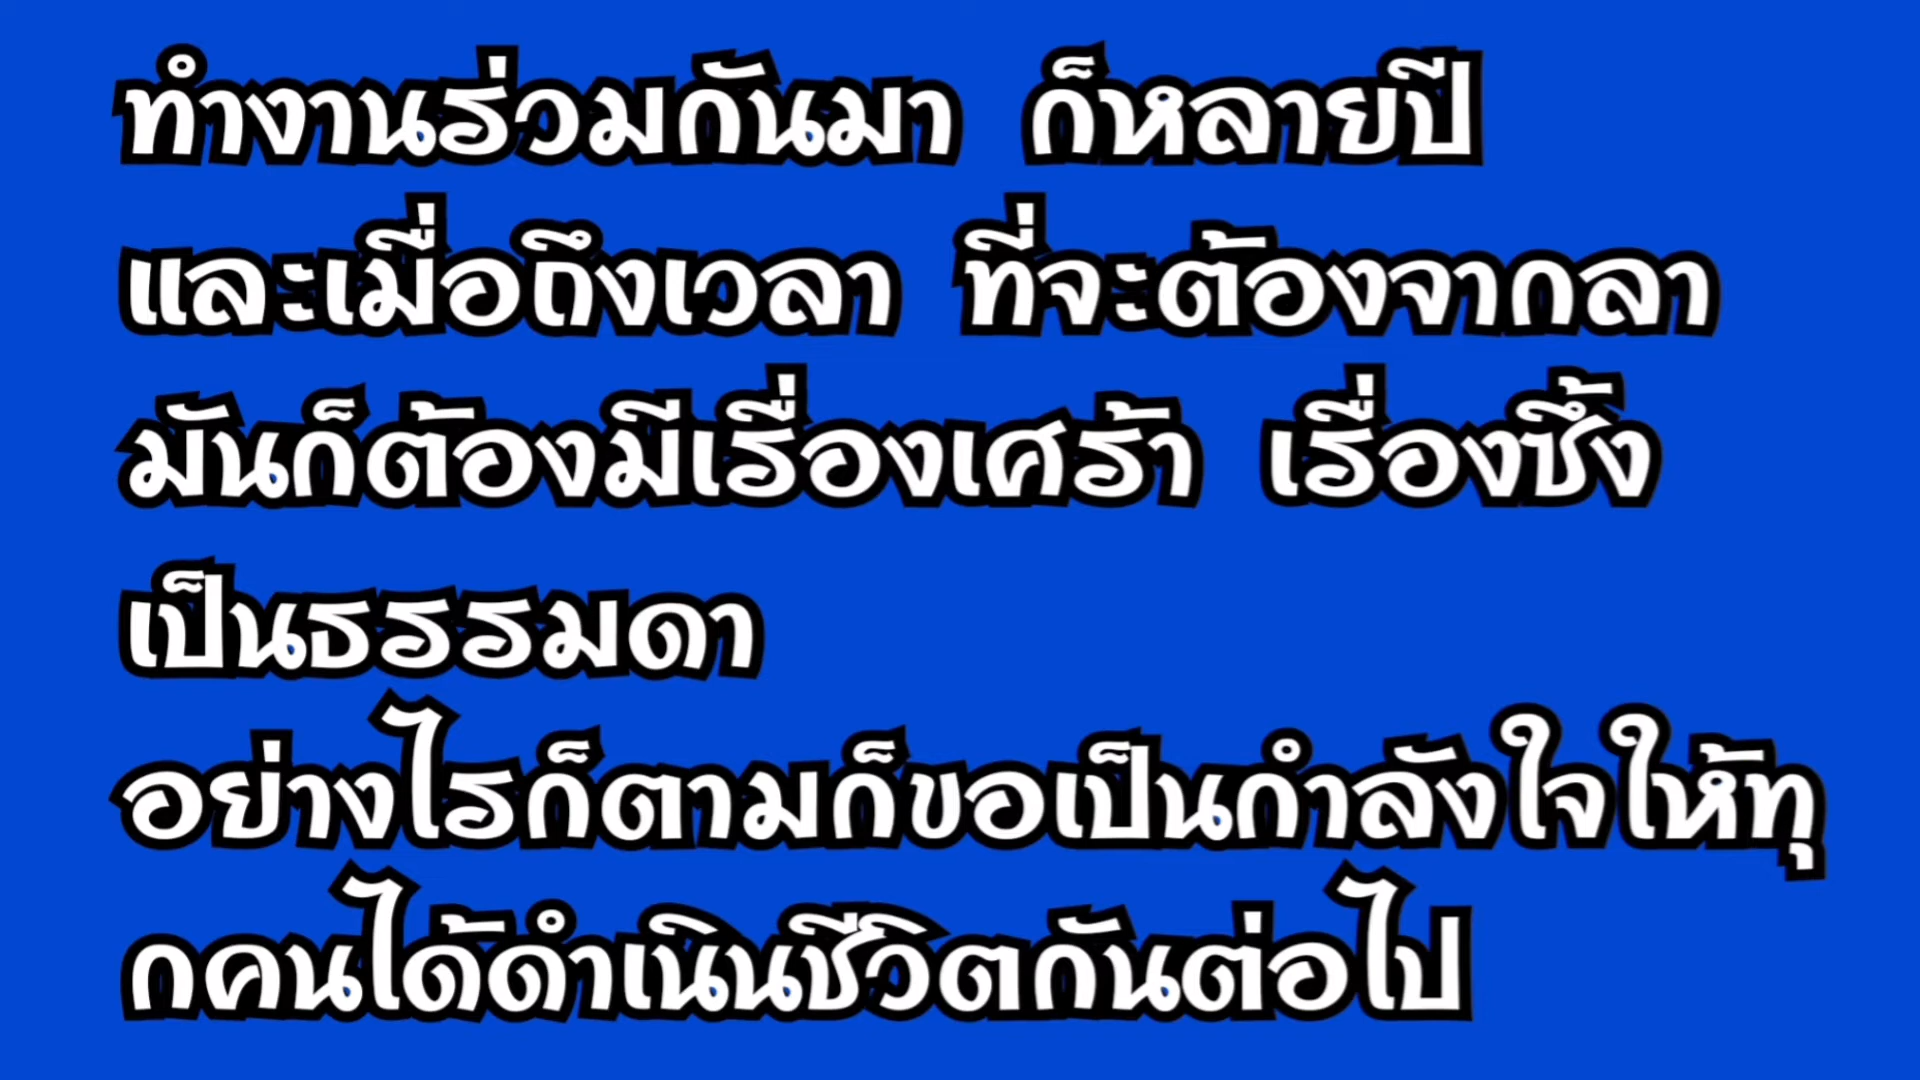 ทำงานร่วมกันมา ก็หลายปี
และเมื่อถึงเวลา ที่จะต้องจากลา
มันก็ต้องมีเรื่องเศร้า เรื่องซึ้ง
เป็นธรรมดา
อย่างไรก็ตามก็ขอเป็นกำลังใจให้ทุ
กคนได้ดำเนินชีวิตกันต่อไป